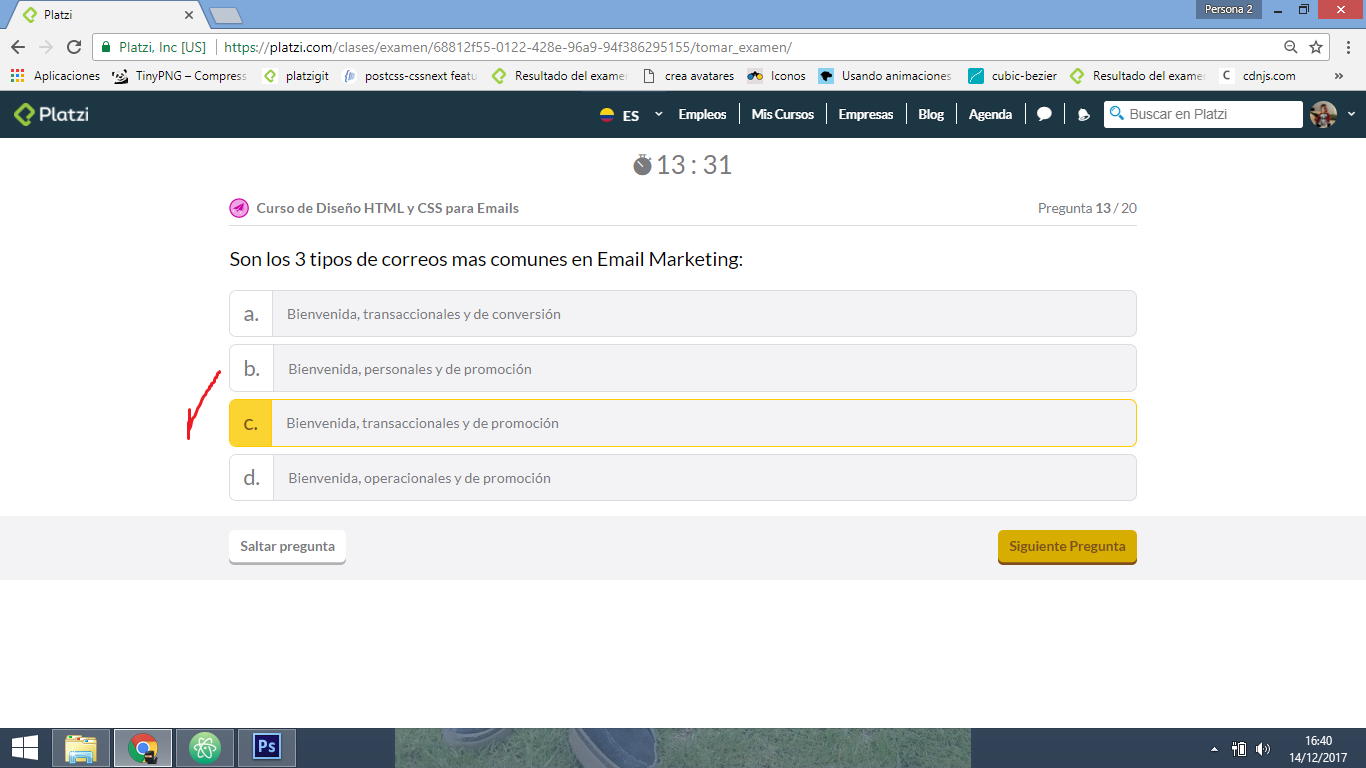 Platzi
Persona 2
Platzi, Inc [US] https://platzi.com/clases/examen/68812f55-0122-428e-96a9-94f386295155/tomar_examen/
Aplicaciones TinyPNG – Compress platzigit postcss-cssnext featu Resultado del exame crea avatares Iconos Usando animaciones cubic-bezier Resultado del exame C cdnjs.com »
Platzi ES Empleos Mis Cursos Empresas Blog Agenda Buscar en Platzi
13 : 31
Curso de Diseño HTML y CSS para Emails Pregunta 13 / 20
Son los 3 tipos de correos mas comunes en Email Marketing:
a. Bienvenida, transaccionales y de conversión
b. Bienvenida, personales y de promoción
c. Bienvenida, transaccionales y de promoción
d. Bienvenida, operacionales y de promoción
Saltar pregunta Siguiente Pregunta
Ps
16:40
14/12/2017